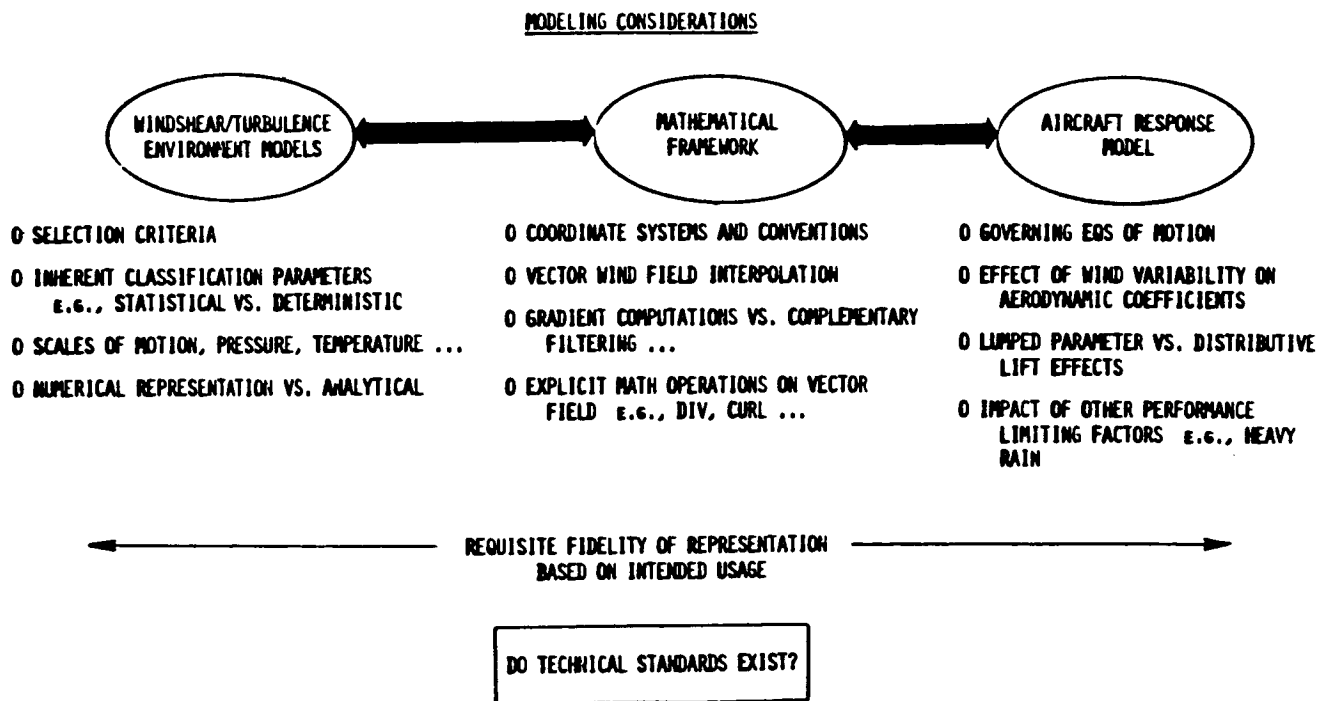 MODELING CONSIDERATIONS
WINDSHEAR/TURBULENCE
ENVIRONMENT MODELS
MATHEMATICAL
FRAMEWORK
AIRCRAFT RESPONSE
MODEL
O SELECTION CRITERIA
O INHERENT CLASSIFICATION PARAMETERS
E.G., STATISTICAL VS. DETERMINISTIC
O SCALES OF MOTION, PRESSURE, TEMPERATURE ...
O NUMERICAL REPRESENTATION VS. ANALYTICAL
O COORDINATE SYSTEMS AND CONVENTIONS
O VECTOR WIND FIELD INTERPOLATION
O GRADIENT COMPUTATIONS VS. COMPLEMENTARY
FILTERING ...
O EXPLICIT MATH OPERATIONS ON VECTOR
FIELD E.G., DIV, CURL ...
O GOVERNING EQS OF MOTION
O EFFECT OF WIND VARIABILITY ON
AERODYNAMIC COEFFICIENTS
O LUMPED PARAMETER VS. DISTRIBUTIVE
LIFT EFFECTS
O IMPACT OF OTHER PERFORMANCE
LIMITING FACTORS E.G., HEAVY
RAIN
REQUISITE FIDELITY OF REPRESENTATION
BASED ON INTENDED USAGE
DO TECHNICAL STANDARDS EXIST?